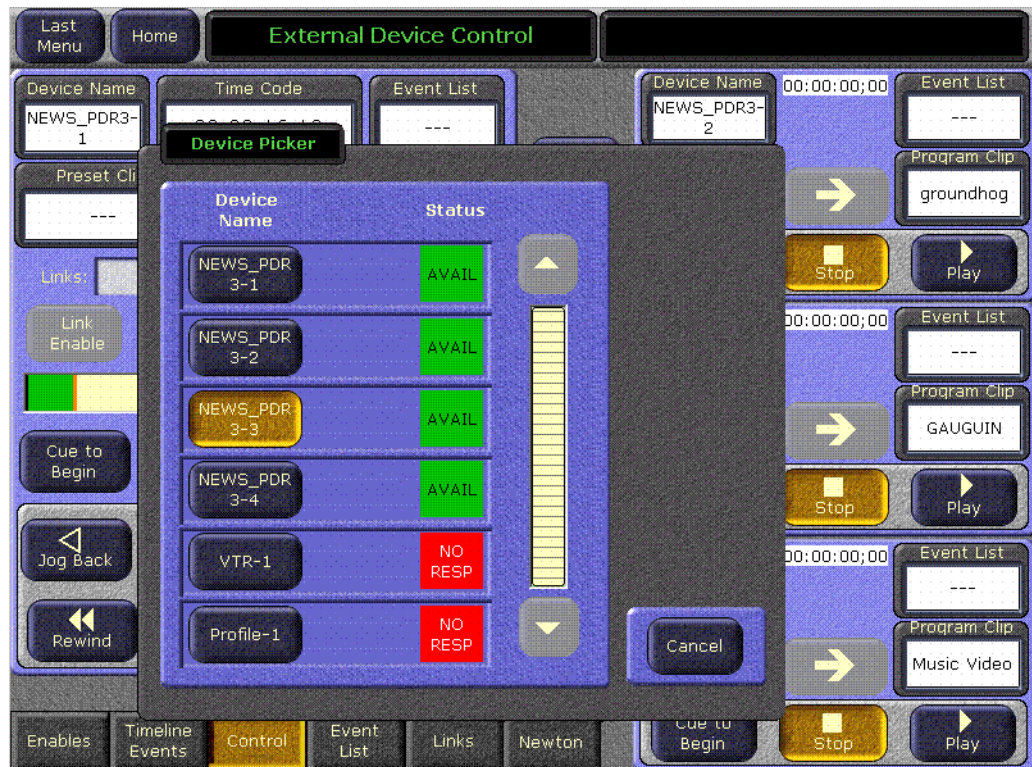 Last
Menu
Home
External Device Control
Device Name
NEWS_PDR3-
1
Time Code
Event List
---
Preset Cli
---
Links:
Link
Enable
Cue to
Begin
Jog Back
Rewind
Device Picker
Device
Name
Status
NEWS_PDR
3-1
AVAIL
NEWS_PDR
3-2
AVAIL
NEWS_PDR
3-3
AVAIL
NEWS_PDR
3-4
AVAIL
VTR-1
NO
RESP
Profile-1
NO
RESP
Cancel
Device Name
NEWS_PDR3-
2
00:00:00;00
Event List
---
Program Clip
groundhog
Stop
Play
00:00:00;00
Event List
---
Program Clip
GAUGUIN
Stop
Play
00:00:00;00
Event List
---
Program Clip
Music Video
Cue to
Begin
Stop
Play
Enables
Timeline
Events
Control
Event
List
Links
Newton